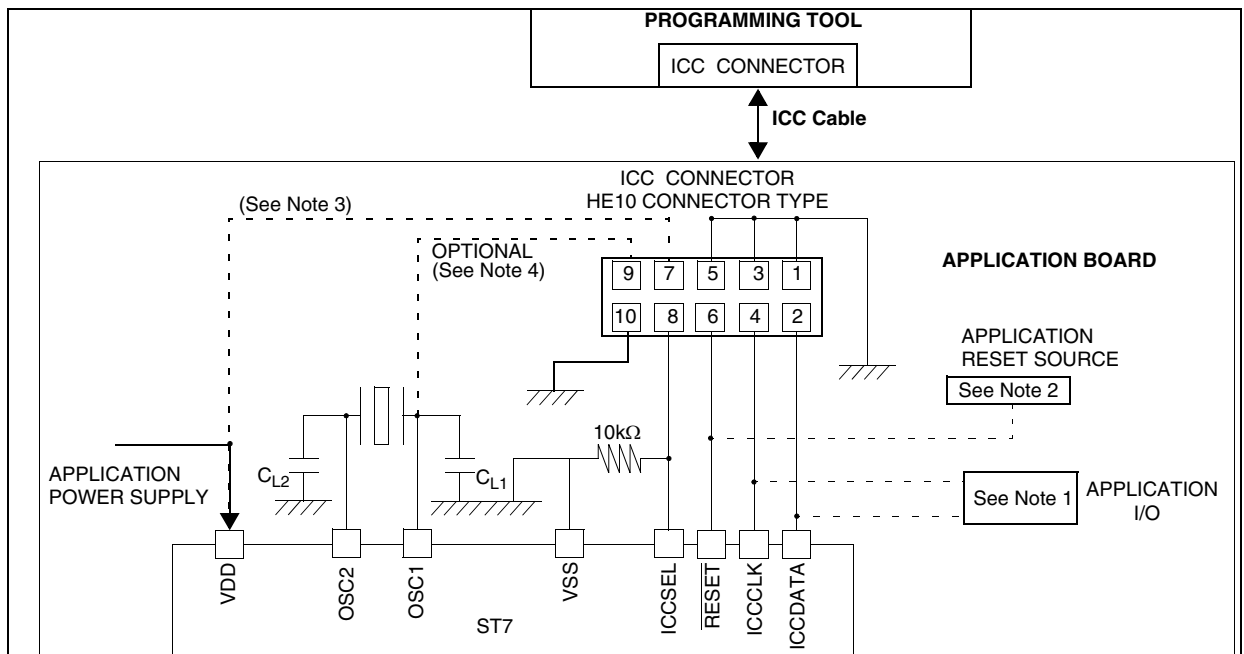 PROGRAMMING TOOL
ICC CONNECTOR
ICC Cable
ICC CONNECTOR
HE10 CONNECTOR TYPE
(See Note 3)
OPTIONAL
(See Note 4)
9 7 5 3 1
10 8 6 4 2
APPLICATION BOARD
APPLICATION
RESET SOURCE
See Note 2
10kΩ
CL2
CL1
APPLICATION
POWER SUPPLY
See Note 1
APPLICATION
I/O
VDD
OSC2
OSC1
VSS
ICCSEL
RESET
ICCCLK
ICCDATA
ST7